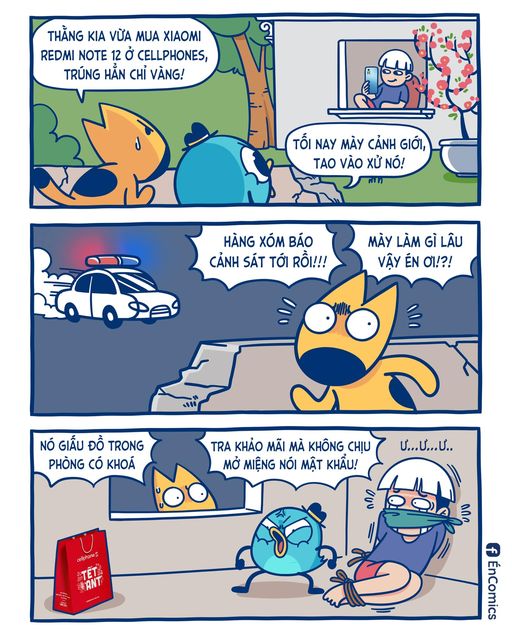 THẰNG KIA VỪA MUA XIAOMI
REDMI NOTE 12 Ở CELLPHONES,
TRÚNG HẲN CHỈ VÀNG!
TỐI NAY MÀY CẢNH GIỚI,
TAO VÀO XỬ NÓ!
HÀNG XÓM BÁO
CẢNH SÁT TỚI RỒI!!!
MÀY LÀM GÌ LÂU
VẬY ÉN ƠI!?!
NÓ GIẤU ĐỒ TRONG
PHÒNG CÓ KHOÁ
TRA KHẢO MÃI MÀ KHÔNG CHỊU
MỞ MIỆNG NÓI MẬT KHẨU!
Ư...Ư...Ư..
cellphoneS
TẾT
ANT
ÉnComics